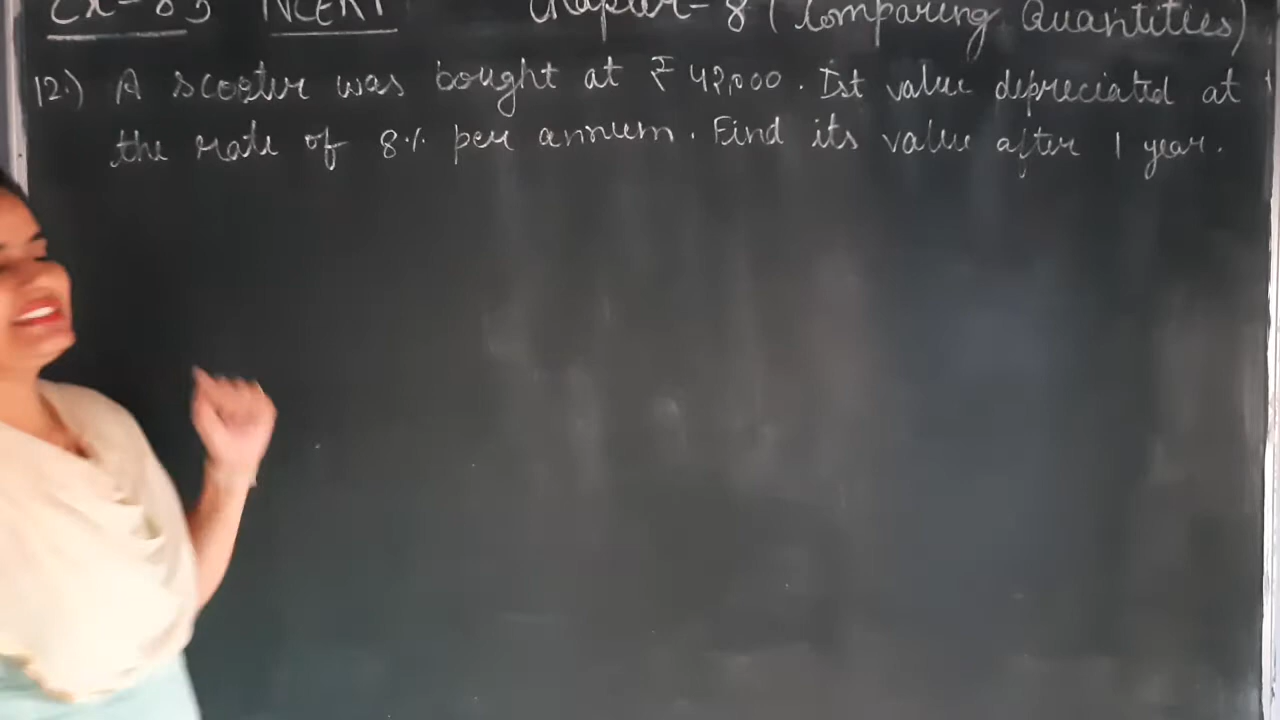 Ex-8.3 NCERT Chapter-8 (Comparing Quantities)
12.) A scooter was bought at ₹ 42,000. Ist value depreciated at
the rate of 8% per annum. Find its value after 1 year.